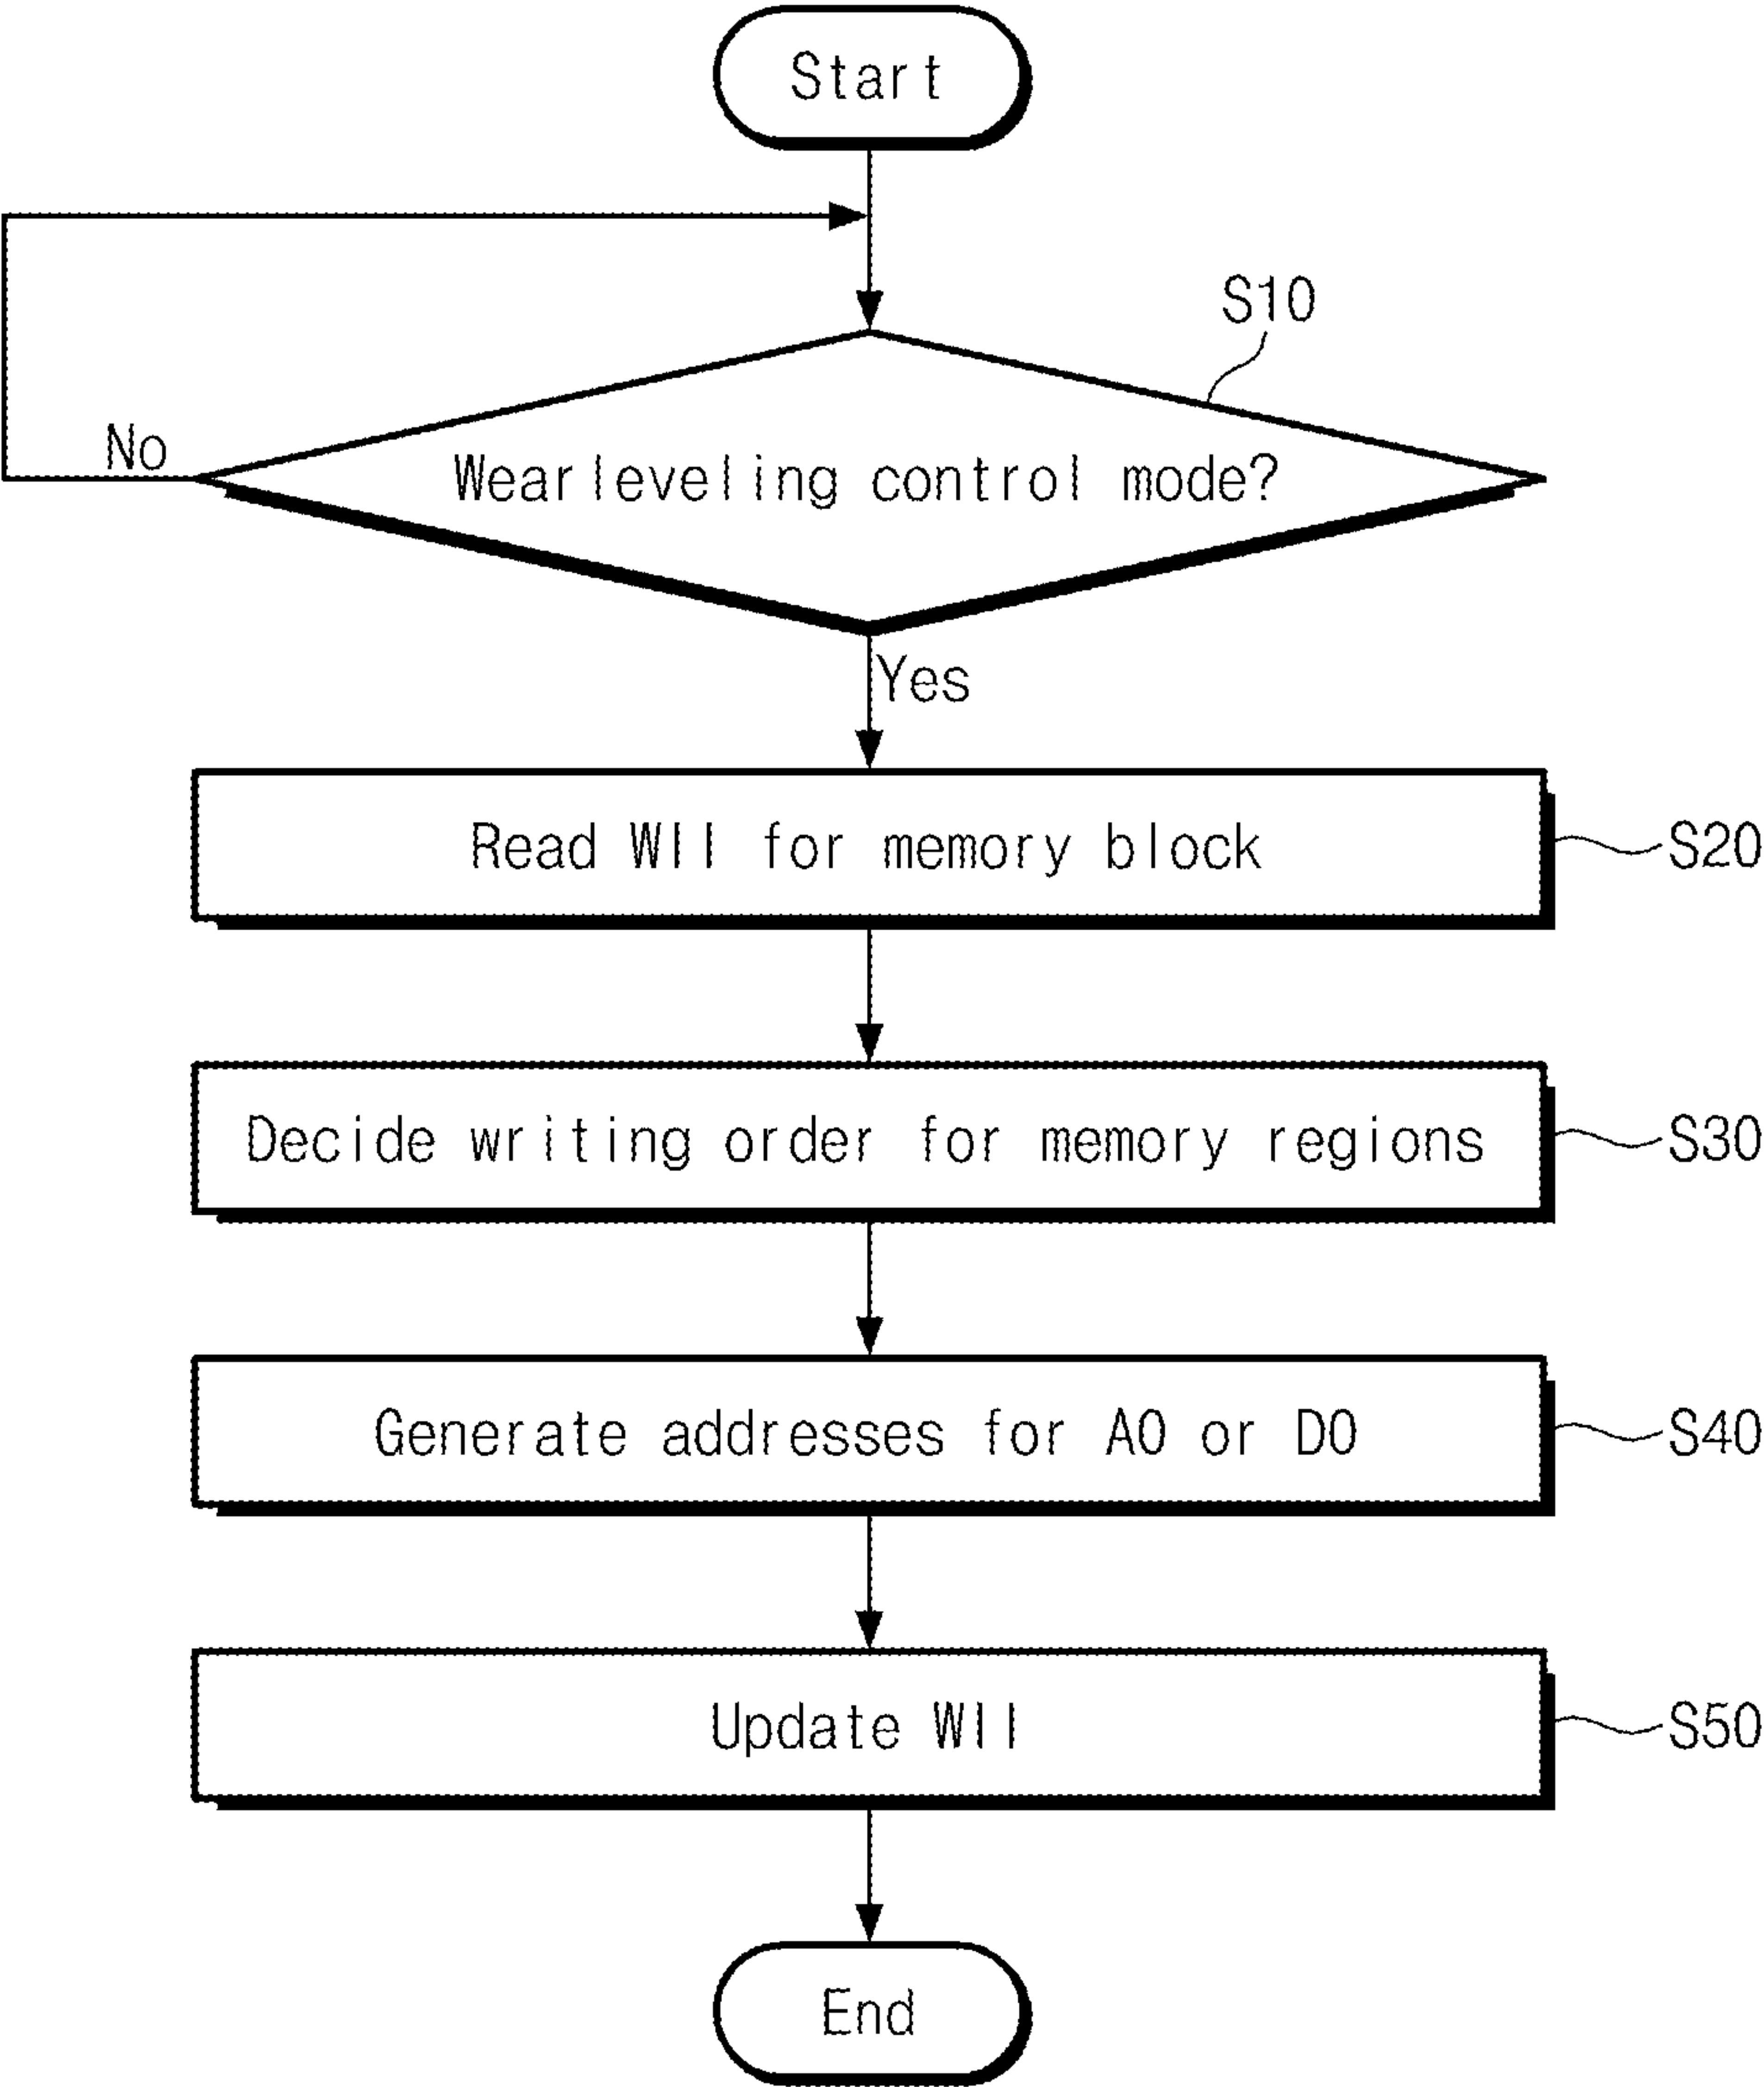 Start
S10
No
Wearleveling control mode?
Yes
Read WII for memory block
S20
Decide writing order for memory regions
S30
Generate addresses for AO or DO
S40
Update WII
S50
End